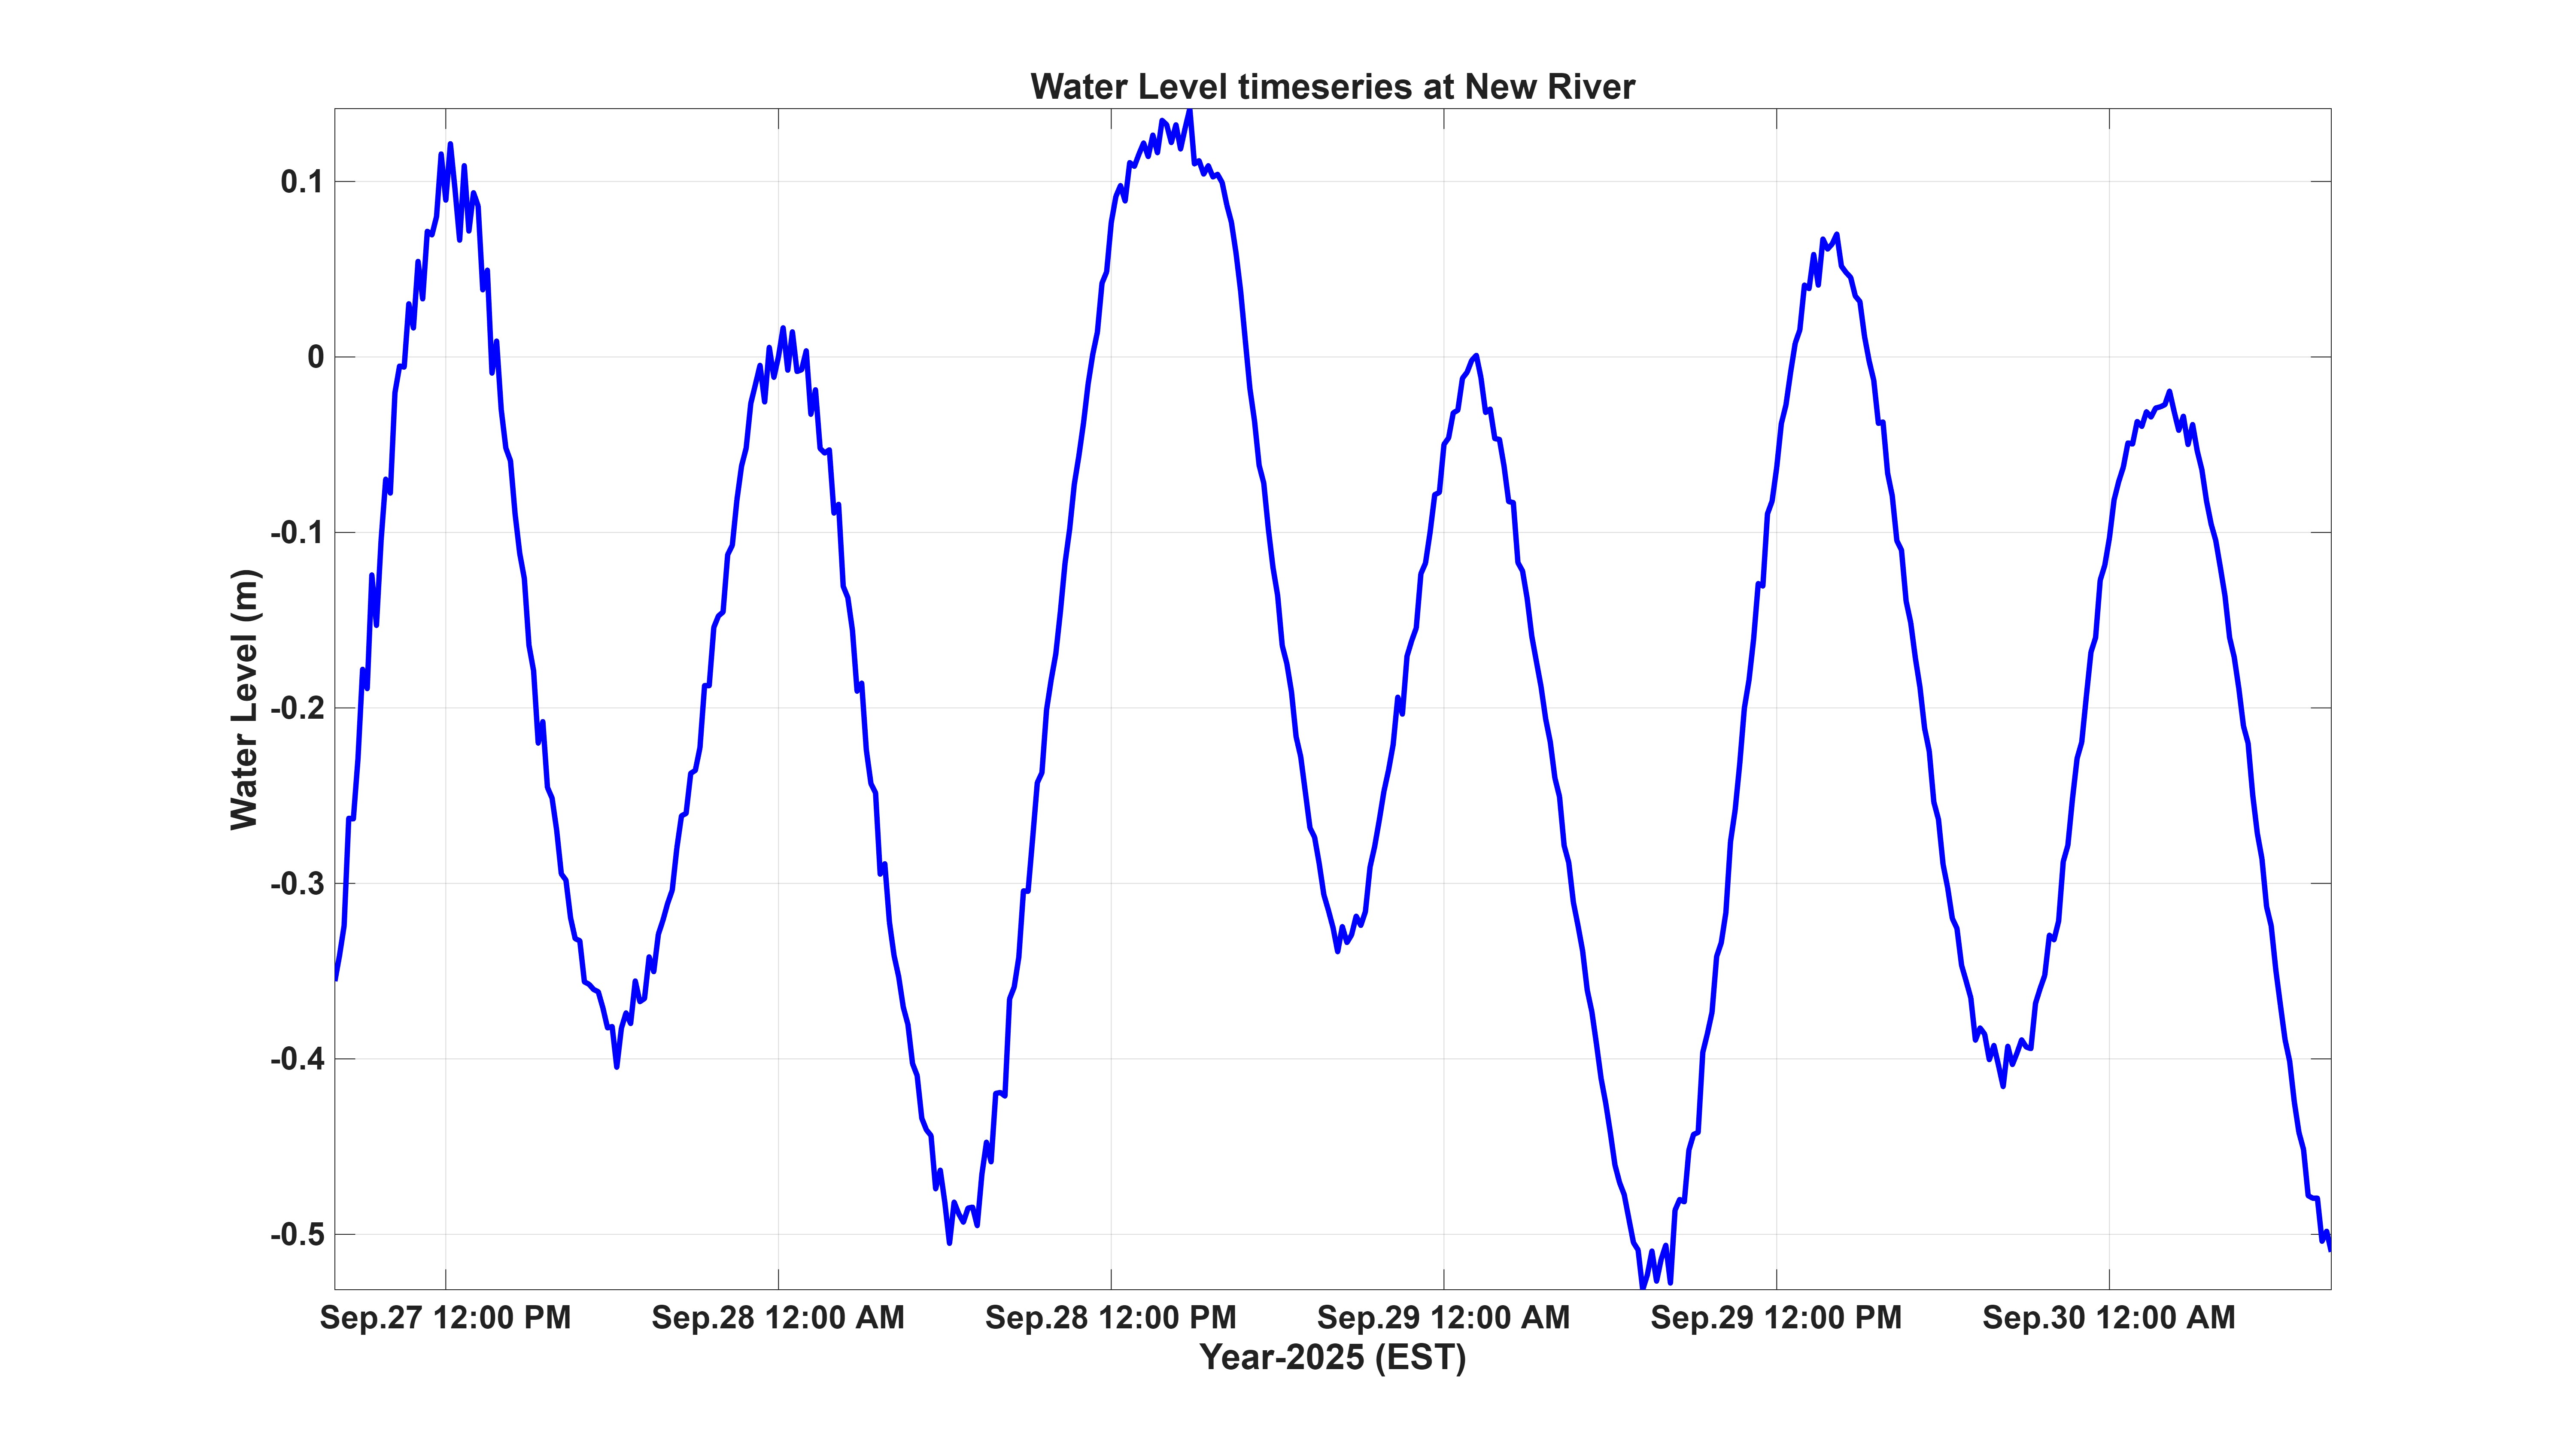 Water Level timeseries at New River
0.1
0
-0.1
-0.2
-0.3
-0.4
-0.5
Water Level (m)
Sep.27 12:00 PM
Sep.28 12:00 AM
Sep.28 12:00 PM
Sep.29 12:00 AM
Sep.29 12:00 PM
Sep.30 12:00 AM
Year-2025 (EST)